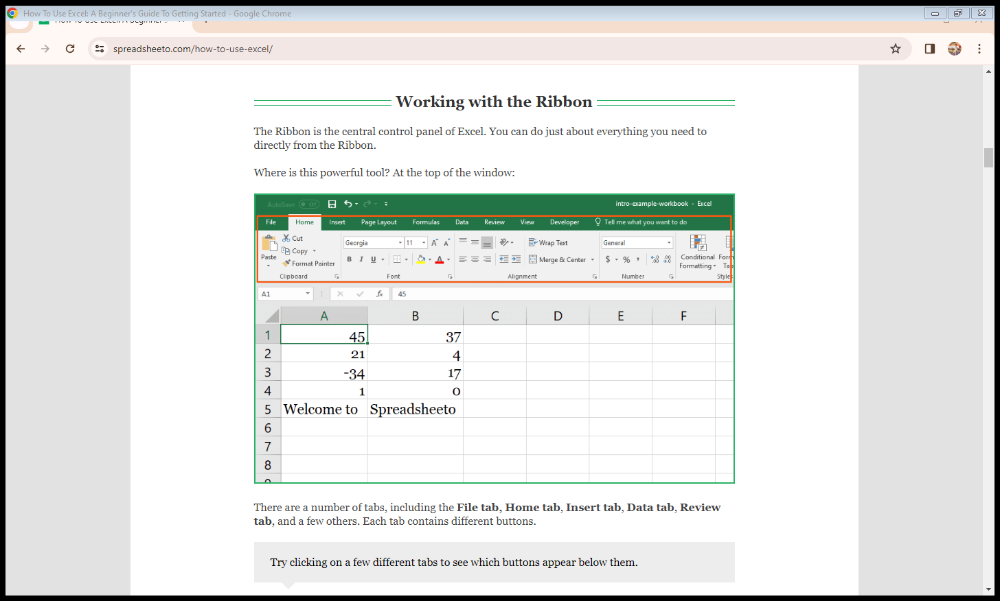 How To Use Excel: A Beginner's Guide To Getting Started - Google Chrome
spreadsheeto.com/how-to-use-excel/
Working with the Ribbon
The Ribbon is the central control panel of Excel. You can do just about everything you need to
directly from the Ribbon.
Where is this powerful tool? At the top of the window:
AutoSave Off
intro-example-workbook - Excel
File Home Insert Page Layout Formulas Data Review View Developer Tell me what you want to do
Paste
Cut
Copy
Format Painter
Clipboard
Georgia 11
B I U A
Font
Wrap Text
Merge & Center
Alignment
General
$ % ,
Number
Conditional
Formatting
Styles
A1 fx 45
A B C D E F
1 45 37
2 21 4
3 -34 17
4 1 0
5 Welcome to Spreadsheeto
6
7
8
There are a number of tabs, including the File tab, Home tab, Insert tab, Data tab, Review
tab, and a few others. Each tab contains different buttons.
Try clicking on a few different tabs to see which buttons appear below them.